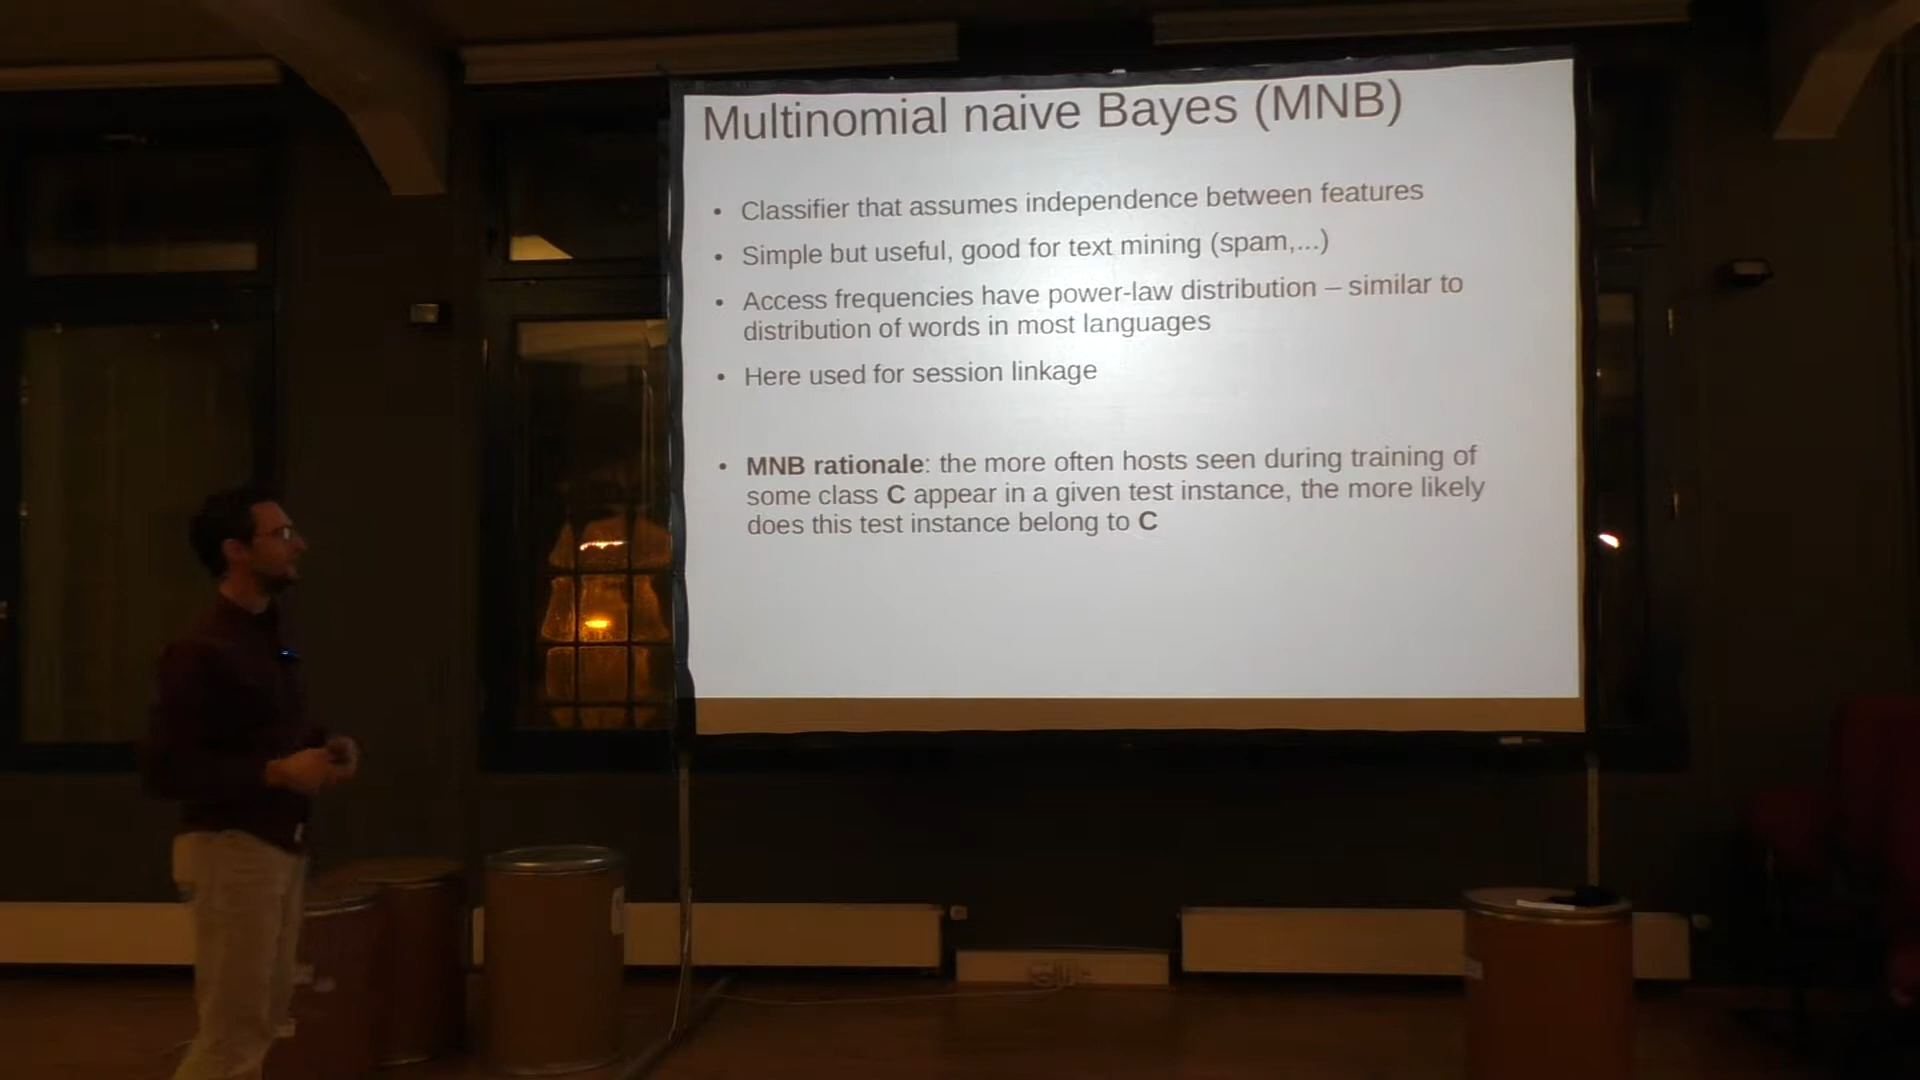 Multinomial naive Bayes (MNB)
• Classifier that assumes independence between features
• Simple but useful, good for text mining (spam,...)
• Access frequencies have power-law distribution – similar to
distribution of words in most languages
• Here used for session linkage
• MNB rationale: the more often hosts seen during training of
some class C appear in a given test instance, the more likely
does this test instance belong to C